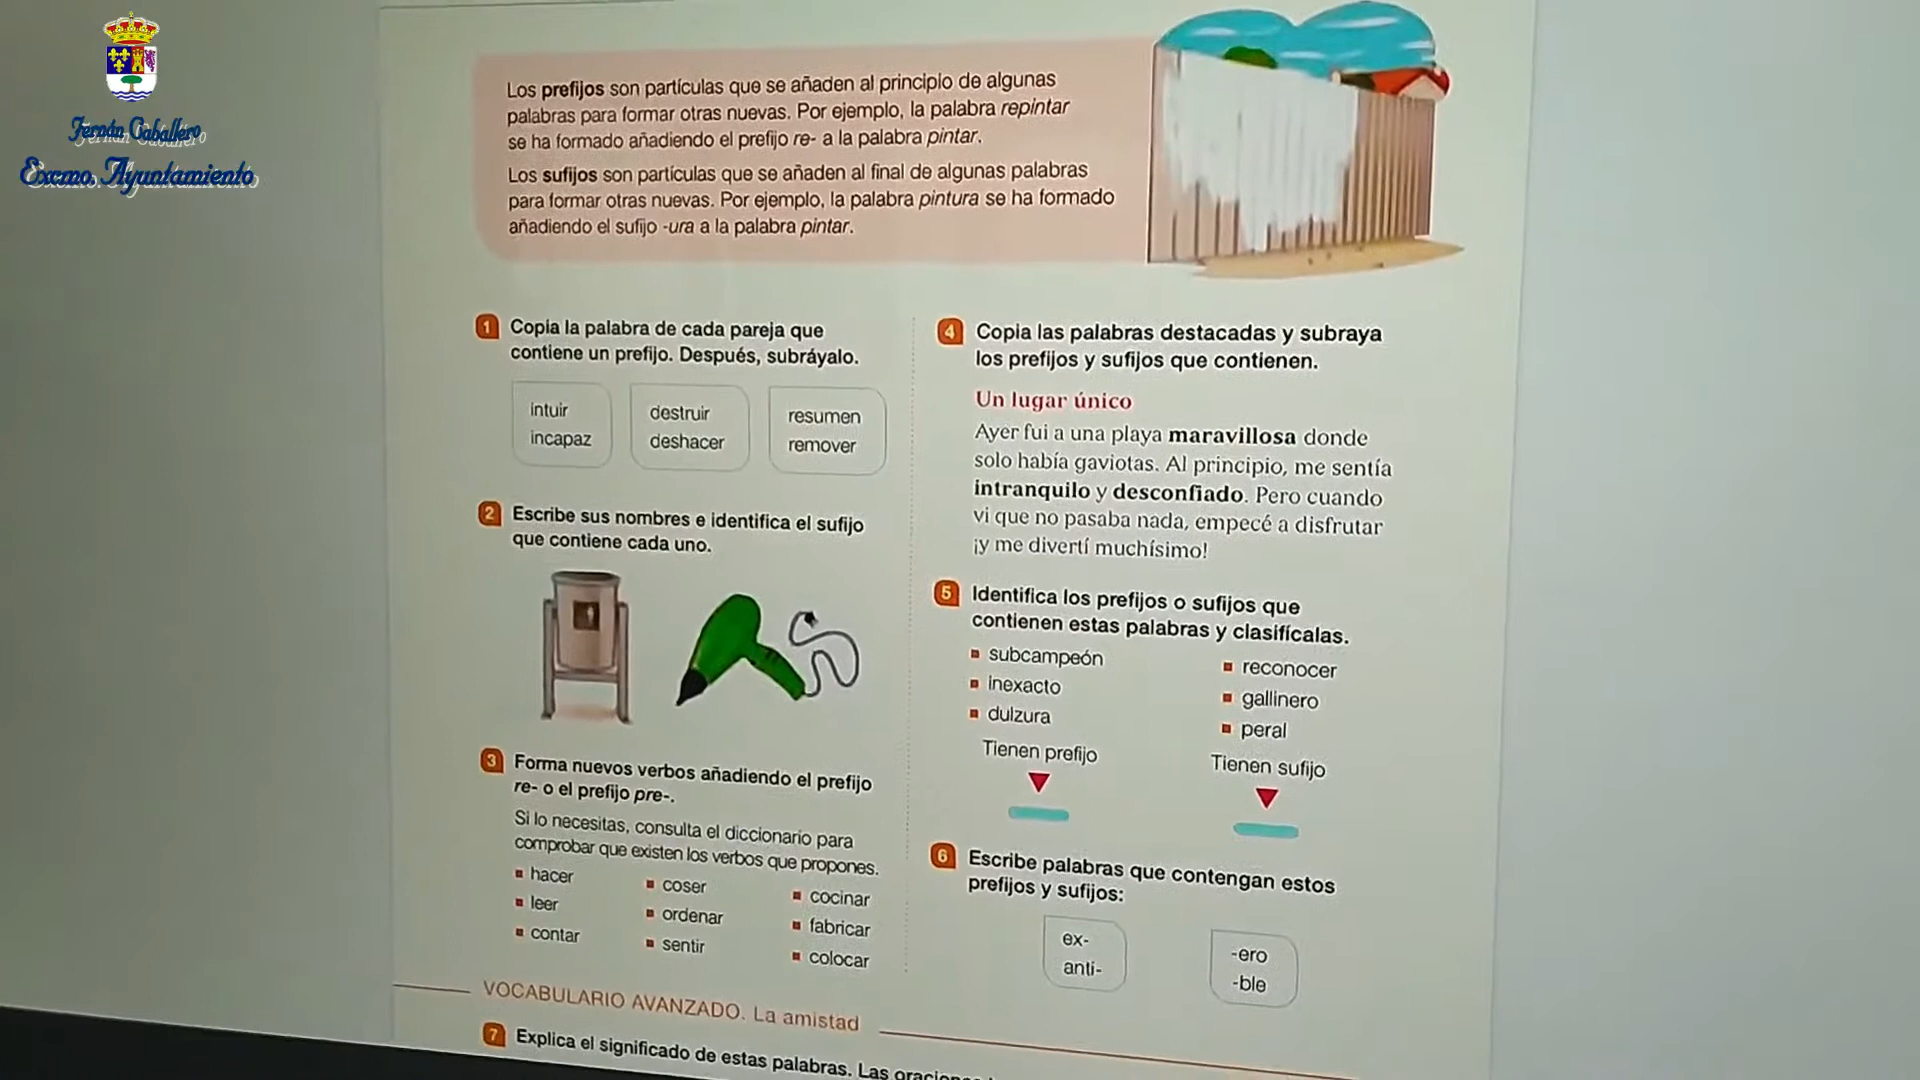 Fernán Caballero
Excmo. Ayuntamiento
Los prefijos son partículas que se añaden al principio de algunas
palabras para formar otras nuevas. Por ejemplo, la palabra repintar
se ha formado añadiendo el prefijo re- a la palabra pintar.
Los sufijos son partículas que se añaden al final de algunas palabras
para formar otras nuevas. Por ejemplo, la palabra pintura se ha formado
añadiendo el sufijo -ura a la palabra pintar.
1 Copia la palabra de cada pareja que
contiene un prefijo. Después, subráyalo.
intuir
incapaz
destruir
deshacer
resumen
remover
2 Escribe sus nombres e identifica el sufijo
que contiene cada uno.
3 Forma nuevos verbos añadiendo el prefijo
re- o el prefijo pre-.
Si lo necesitas, consulta el diccionario para
comprobar que existen los verbos que propones.
hacer
leer
contar
coser
ordenar
sentir
cocinar
fabricar
colocar
4 Copia las palabras destacadas y subraya
los prefijos y sufijos que contienen.
Un lugar único
Ayer fui a una playa maravillosa donde
solo había gaviotas. Al principio, me sentía
intranquilo y desconfiado. Pero cuando
vi que no pasaba nada, empecé a disfrutar
¡y me divertí muchísimo!
5 Identifica los prefijos o sufijos que
contienen estas palabras y clasifícalas.
subcampeón
inexacto
dulzura
reconocer
gallinero
peral
Tienen prefijo
Tienen sufijo
6 Escribe palabras que contengan estos
prefijos y sufijos:
ex-
anti-
-ero
-ble
VOCABULARIO AVANZADO. La amistad
7 Explica el significado de estas palabras. Las